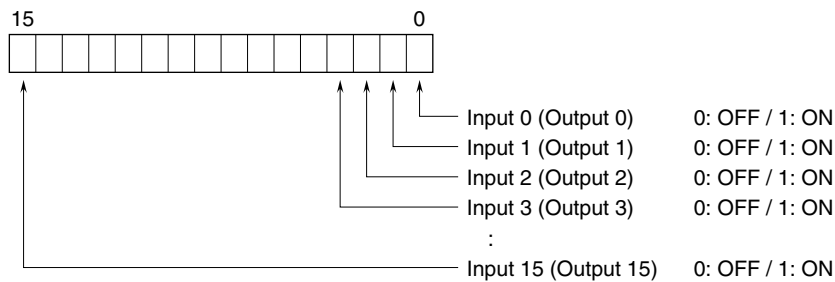 15 0
Input 0 (Output 0) 0: OFF / 1: ON
Input 1 (Output 1) 0: OFF / 1: ON
Input 2 (Output 2) 0: OFF / 1: ON
Input 3 (Output 3) 0: OFF / 1: ON
:
Input 15 (Output 15) 0: OFF / 1: ON